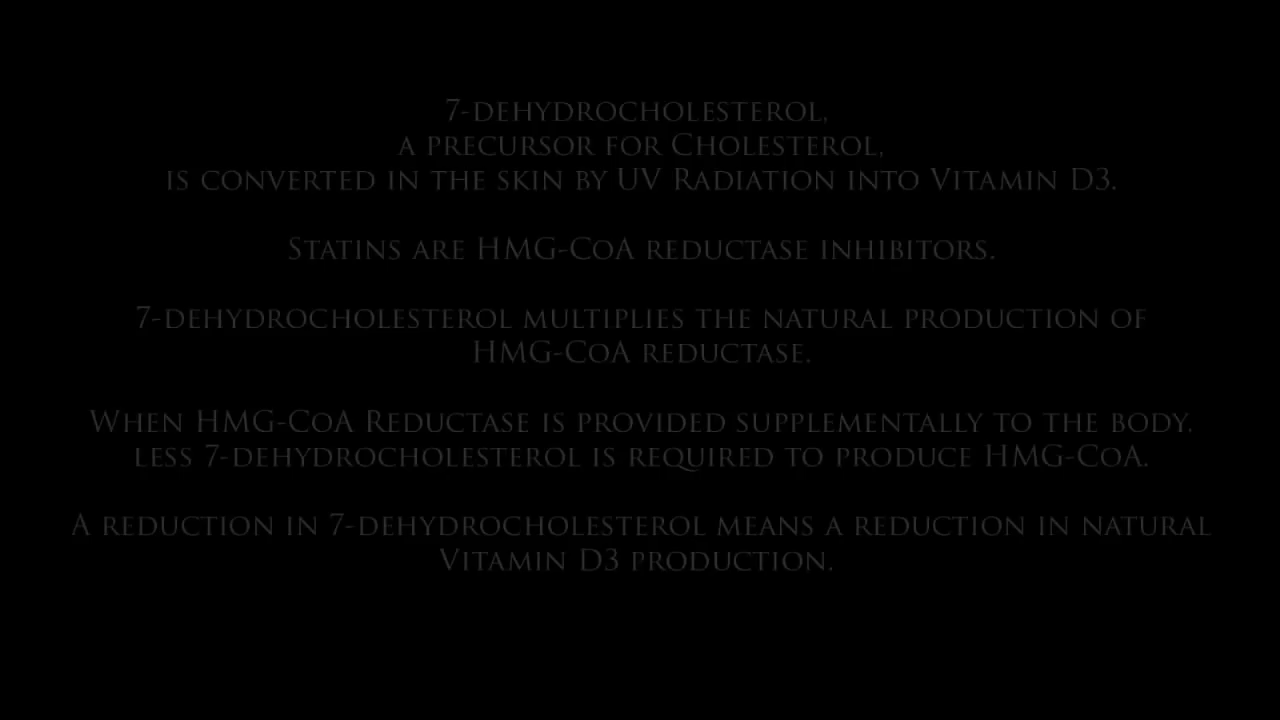 7-dehydrocholesterol,
a precursor for Cholesterol,
is converted in the skin by UV Radiation into Vitamin D3.
Statins are HMG-CoA reductase inhibitors.
7-dehydrocholesterol multiplies the natural production of
HMG-CoA reductase.
When HMG-CoA Reductase is provided supplementally to the body.
less 7-dehydrocholesterol is required to produce HMG-CoA.
A reduction in 7-dehydrocholesterol means a reduction in natural
Vitamin D3 production.